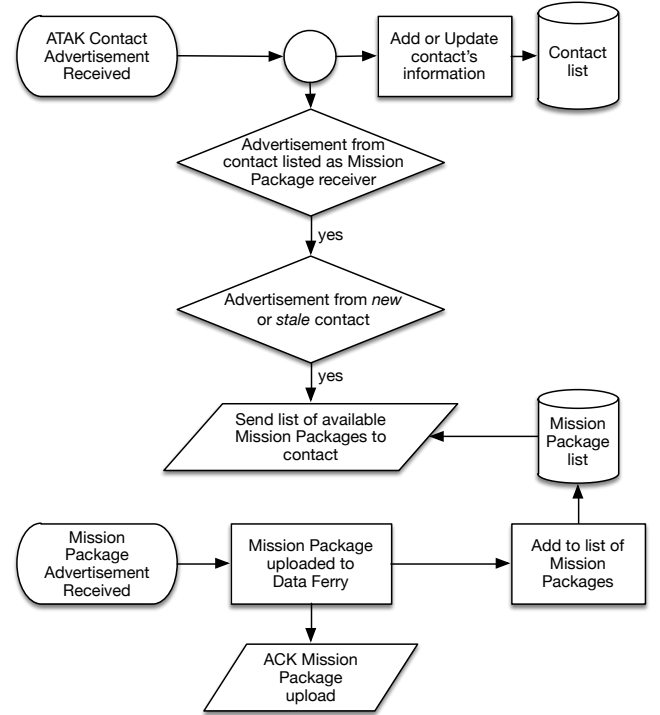 ATAK Contact
Advertisement
Received
Add or Update
contact's
information
Contact
list
Advertisement from
contact listed as Mission
Package receiver
yes
Advertisement from new
or stale contact
yes
Send list of available
Mission Packages to
contact
Mission
Package
list
Mission
Package
Advertisement
Received
Mission Package
uploaded to
Data Ferry
Add to list of
Mission
Packages
ACK Mission
Package
upload